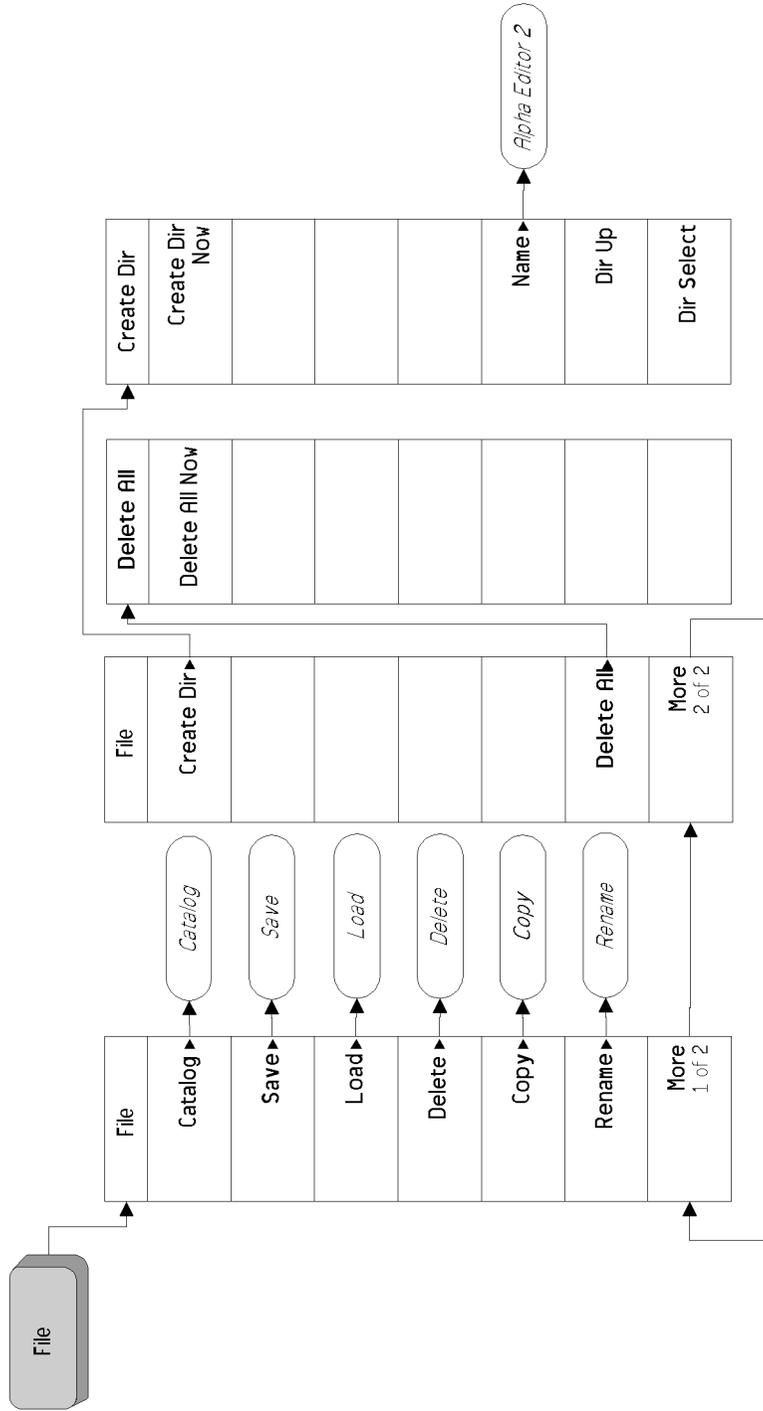 File
File
Catalog
Save
Load
Delete
Copy
Rename
More
1 of 2
Catalog
Save
Load
Delete
Copy
Rename
File
Create Dir
Delete All
More
2 of 2
Delete All
Delete All Now
Create Dir
Create Dir
Now
Name
Dir Up
Dir Select
Alpha Editor 2